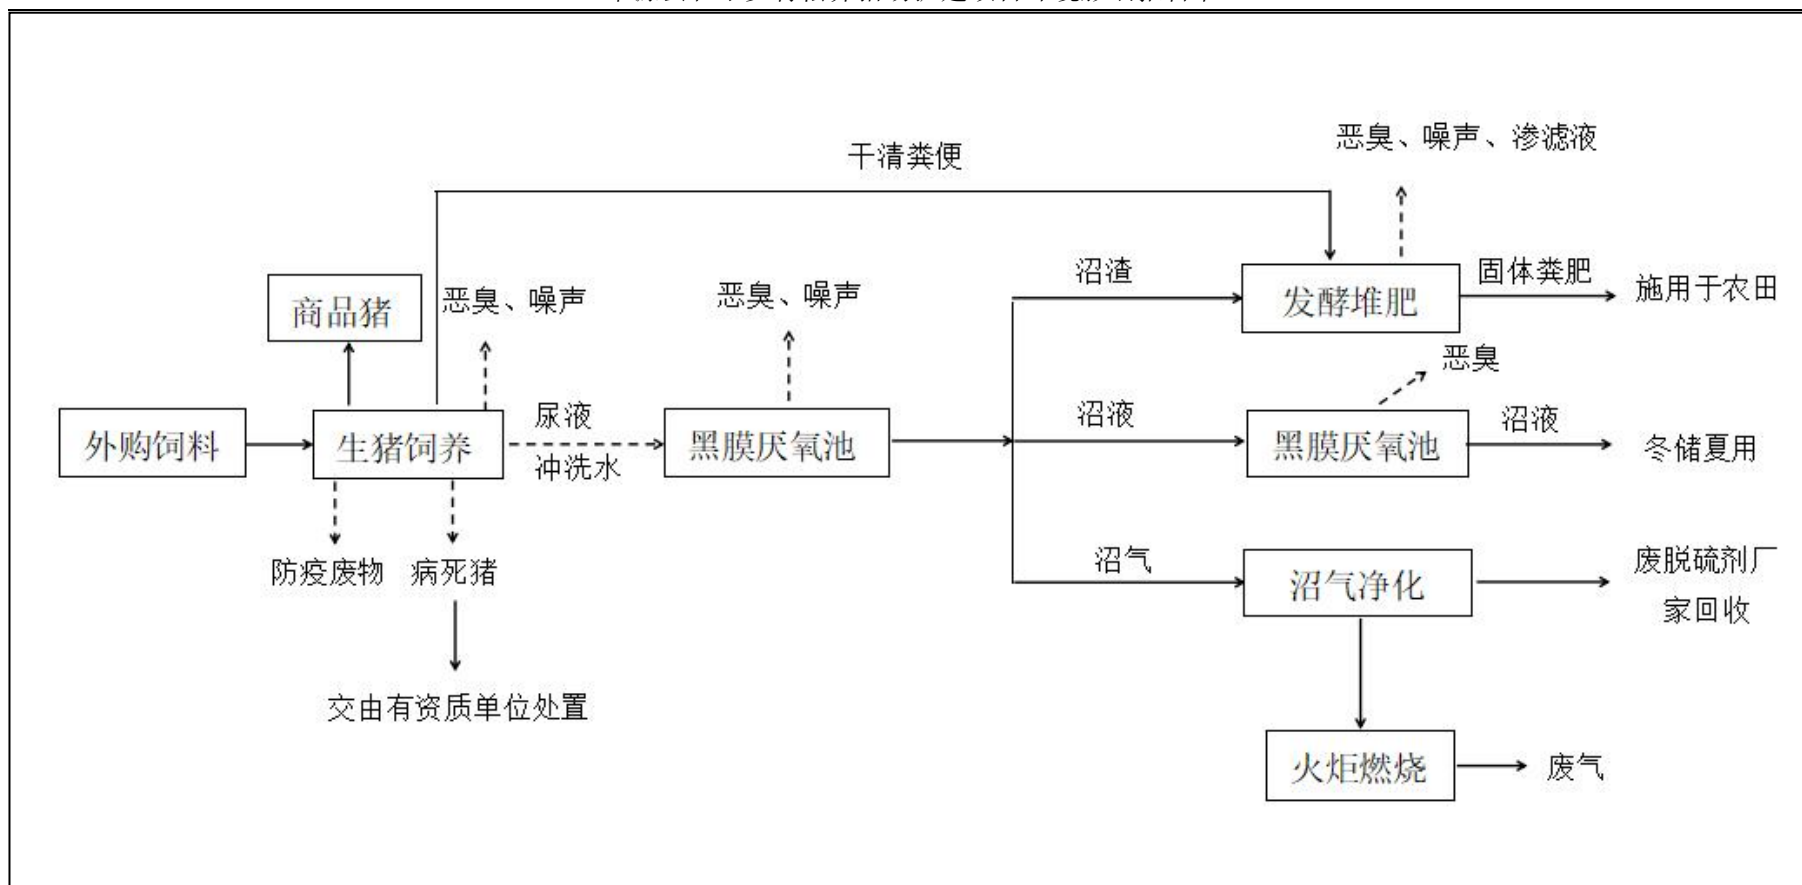 干清粪便
恶臭、噪声、渗滤液
商品猪
恶臭、噪声
恶臭、噪声
沼渣
发酵堆肥
固体粪肥
施用于农田
恶臭
外购饲料
生猪饲养
尿液
冲洗水
黑膜厌氧池
沼液
黑膜厌氧池
沼液
冬储夏用
防疫废物
病死猪
沼气
沼气净化
废脱硫剂厂
家回收
交由有资质单位处置
火炬燃烧
废气